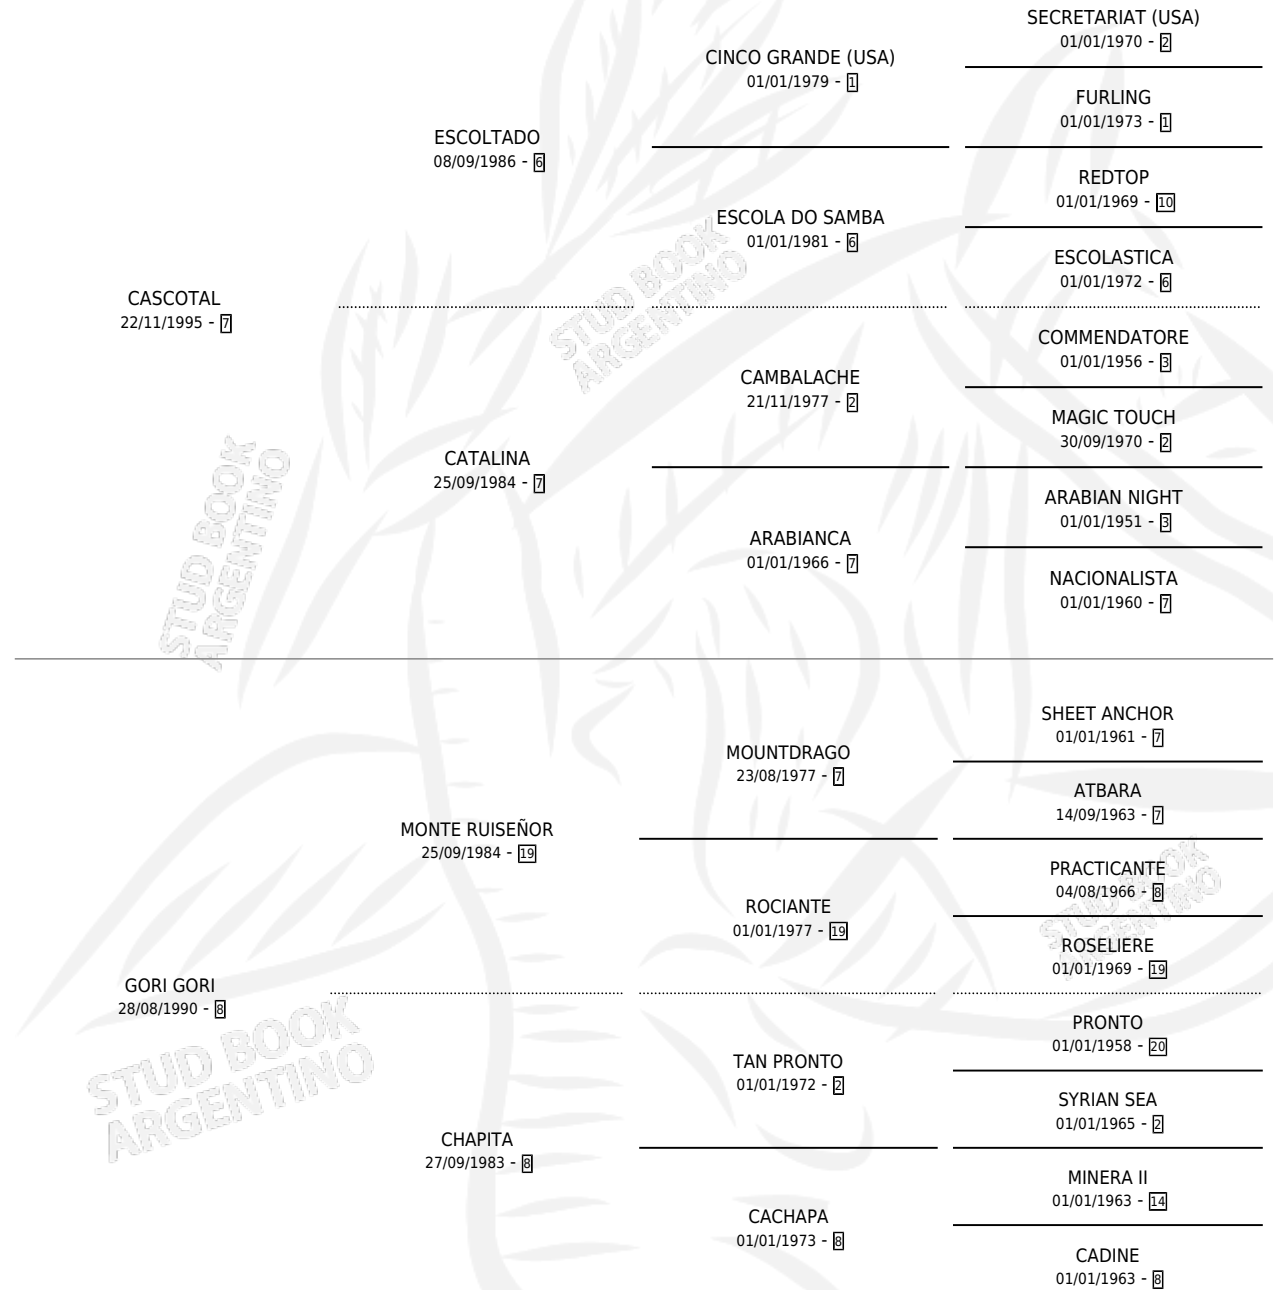 SECRETARIAT (USA)
01/01/1970 - 2
CINCO GRANDE (USA)
01/01/1979 - 1
FURLING
01/01/1973 - 1
ESCOLTADO
08/09/1986 - 6
REDTOP
01/01/1969 - 10
ESCOLA DO SAMBA
01/01/1981 - 6
ESCOLASTICA
01/01/1972 - 6
CASCOTAL
22/11/1995 - 7
STUD BOOK
ARGENTINO
COMMENDATORE
01/01/1956 - 3
CAMBALACHE
21/11/1977 - 2
MAGIC TOUCH
30/09/1970 - 2
CATALINA
25/09/1984 - 7
ARABIAN NIGHT
01/01/1951 - 3
ARABIANCA
01/01/1966 - 7
NACIONALISTA
01/01/1960 - 7
STUD BOOK
ARGENTINO
SHEET ANCHOR
01/01/1961 - 7
MOUNTDRAGO
23/08/1977 - 7
ATBARA
14/09/1963 - 7
MONTE RUISEÑOR
25/09/1984 - 19
PRACTICANTE
04/08/1966 - 8
STUD BOOK
ARGENTINO
ROCIANTE
01/01/1977 - 19
ROSELIERE
01/01/1969 - 19
GORI GORI
28/08/1990 - 8
STUD BOOK
ARGENTINO
PRONTO
01/01/1958 - 20
TAN PRONTO
01/01/1972 - 2
SYRIAN SEA
01/01/1965 - 2
CHAPITA
27/09/1983 - 8
MINERA II
01/01/1963 - 14
CACHAPA
01/01/1973 - 8
CADINE
01/01/1963 - 8